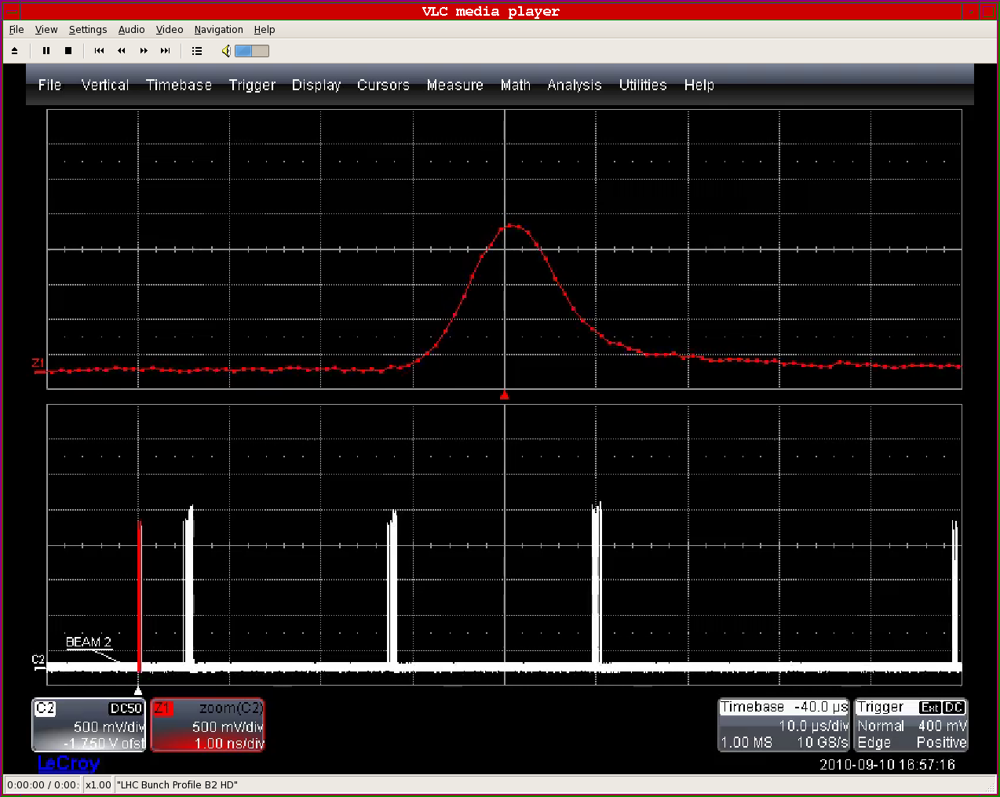 VLC media player
File View Settings Audio Video Navigation Help
File Vertical Timebase Trigger Display Cursors Measure Math Analysis Utilities Help
Z1
BEAM 2
C2
C2 DC50
500 mV/div
-1.750 V ofst
Z1 zoom(C2)
500 mV/div
1.00 ns/div
Timebase -40.0 µs
10.0 µs/div
1.00 MS 10 GS/s
Trigger Ext DC
Normal 400 mV
Edge Positive
LeCroy
2010-09-10 16:57:16
0:00:00 / 0:00: x1.00 "LHC Bunch Profile B2 HD"